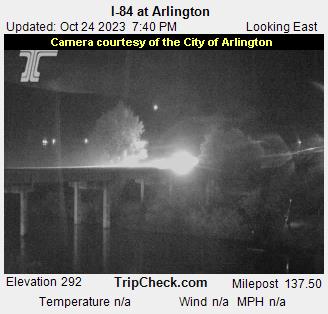 I-84 at Arlington
Updated: Oct 24 2023 7:40 PM Looking East
Camera courtesy of the City of Arlington
Elevation 292 TripCheck.com Milepost 137.50
Temperature n/a Wind n/a MPH n/a